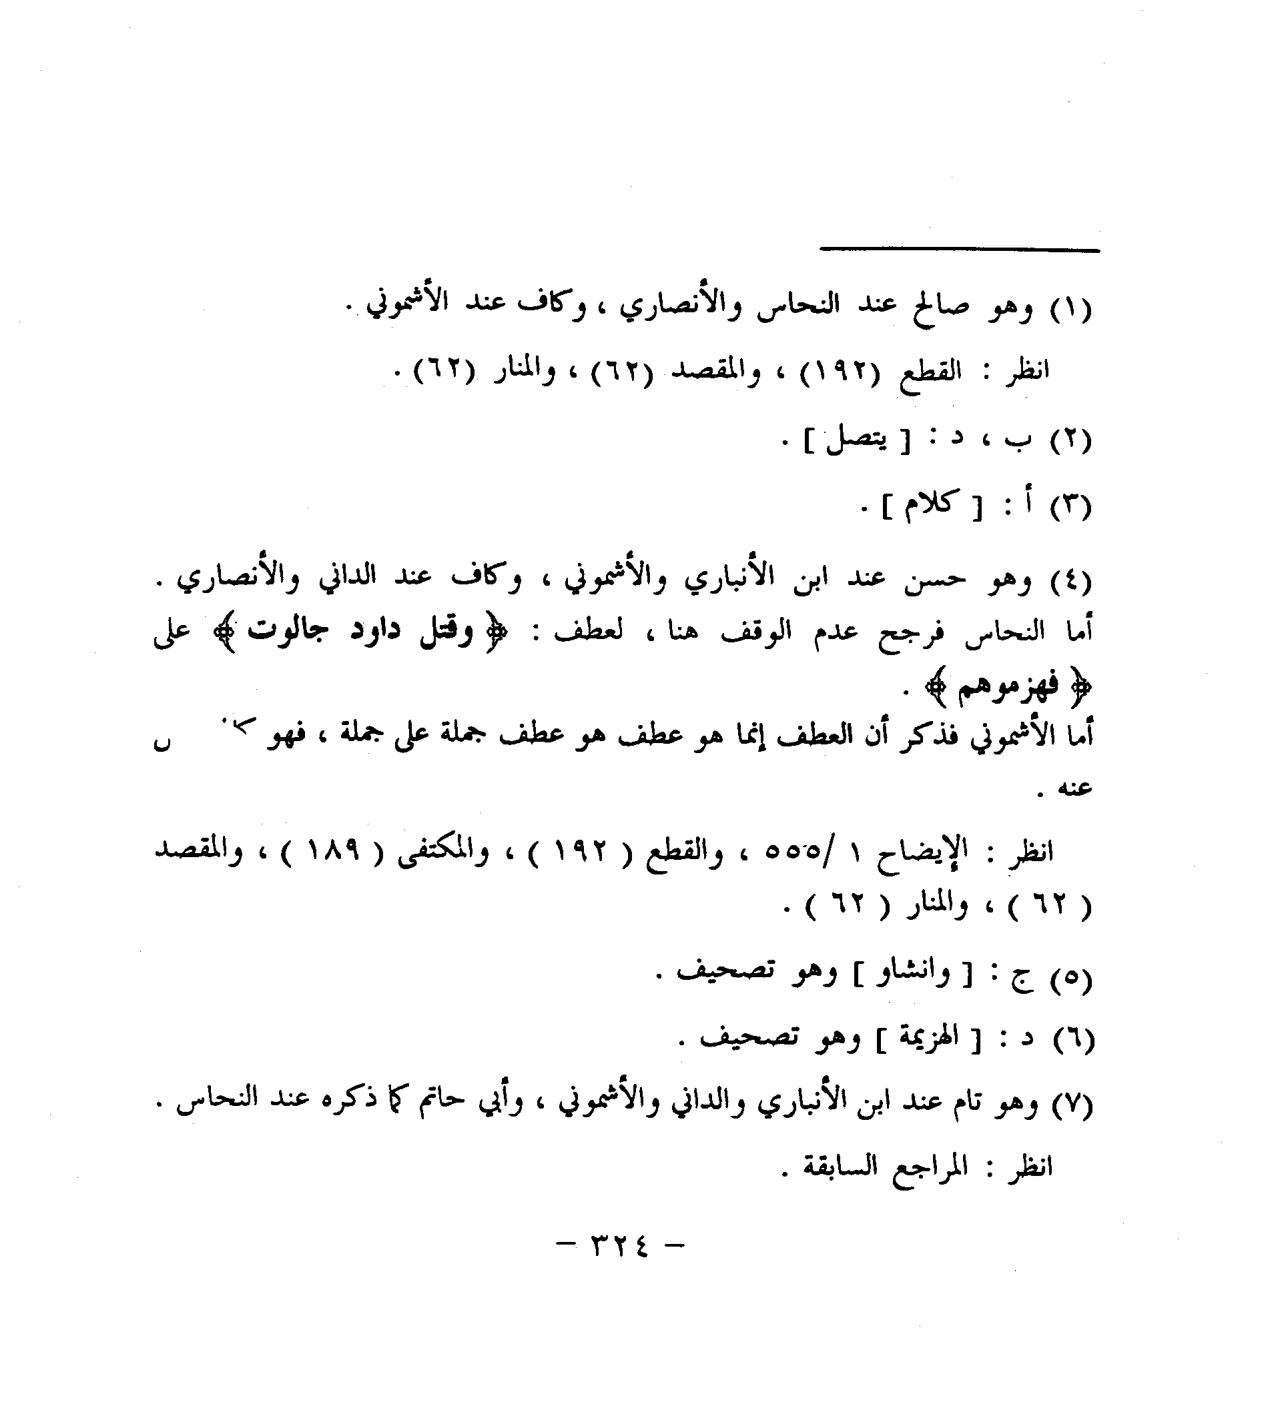 (١) وهو صالح عند النحاس والأنصاري ، وكاف عند الأشموني .
انظر : القطع (١٩٢) ، والمقصد (٦٢) ، والمنار (٦٢) .
(٢) ب ، د : [ يتصل ] .
(٣) أ : [ كلام ] .
(٤) وهو حسن عند ابن الأنباري والأشموني ، وكاف عند الداني والأنصاري .
أما النحاس فرجح عدم الوقف هنا ، لعطف : ﴿ وقتل داود جالوت ﴾ على
﴿ فهزموهم ﴾ .
أما الأشموني فذكر أن العطف إنما هو عطف هو عطف جملة على جملة ، فهو
عنه .
انظر : الإيضاح ١ /٥٥٥ ، والقطع ( ١٩٢ ) ، والمكتفى ( ١٨٩ ) ، والمقصد
( ٦٢ ) ، والمنار ( ٦٢ ) .
(٥) ج : [ وانشاو ] وهو تصحيف .
(٦) د : [ الهزيمة ] وهو تصحيف .
(٧) وهو تام عند ابن الأنباري والداني والأشموني ، وأبي حاتم كما ذكره عند النحاس .
انظر : المراجع السابقة .
– ٣٢٤ –